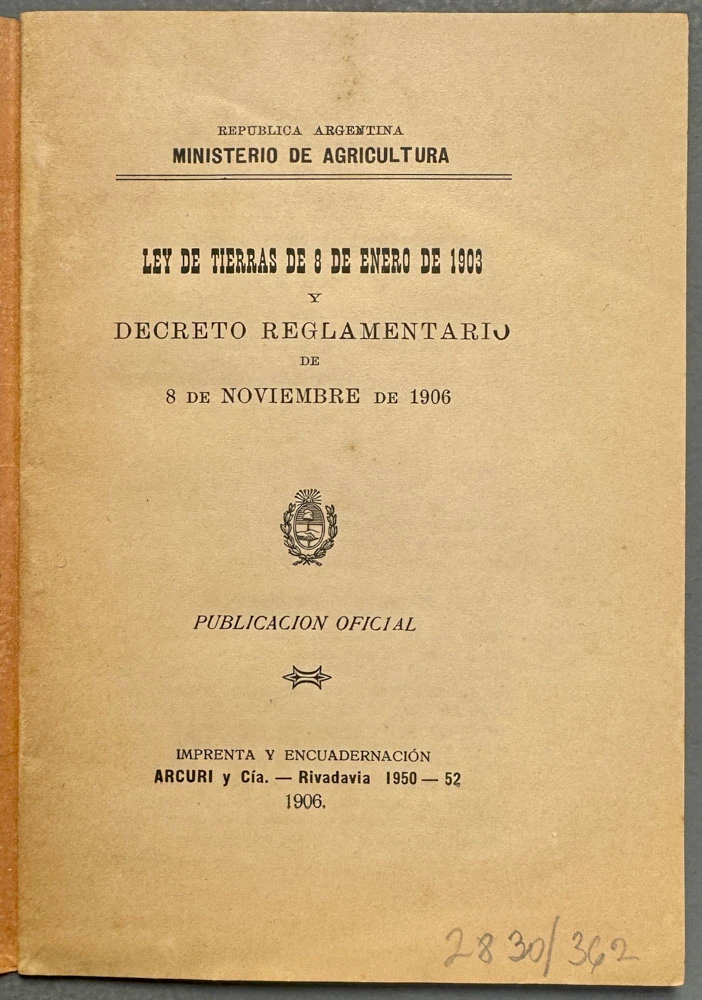 REPUBLICA ARGENTINA
MINISTERIO DE AGRICULTURA
LEY DE TIERRAS DE 8 DE ENERO DE 1903
Y
DECRETO REGLAMENTARIO
DE
8 DE NOVIEMBRE DE 1906
PUBLICACION OFICIAL
IMPRENTA Y ENCUADERNACIÓN
ARCURI y Cía. — Rivadavia 1950 — 52
1906.
2830/362